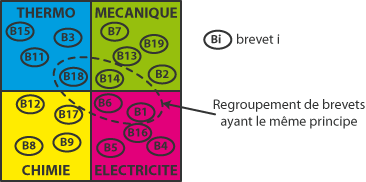 THERMO
MECANIQUE
B15
B3
B11
B18
B7
B19
B13
B14
B2
B12
B17
B8
B9
CHIMIE
B6
B1
B16
B5
B4
ELECTRICITE
Bi brevet i
Regroupement de brevets
ayant le même principe